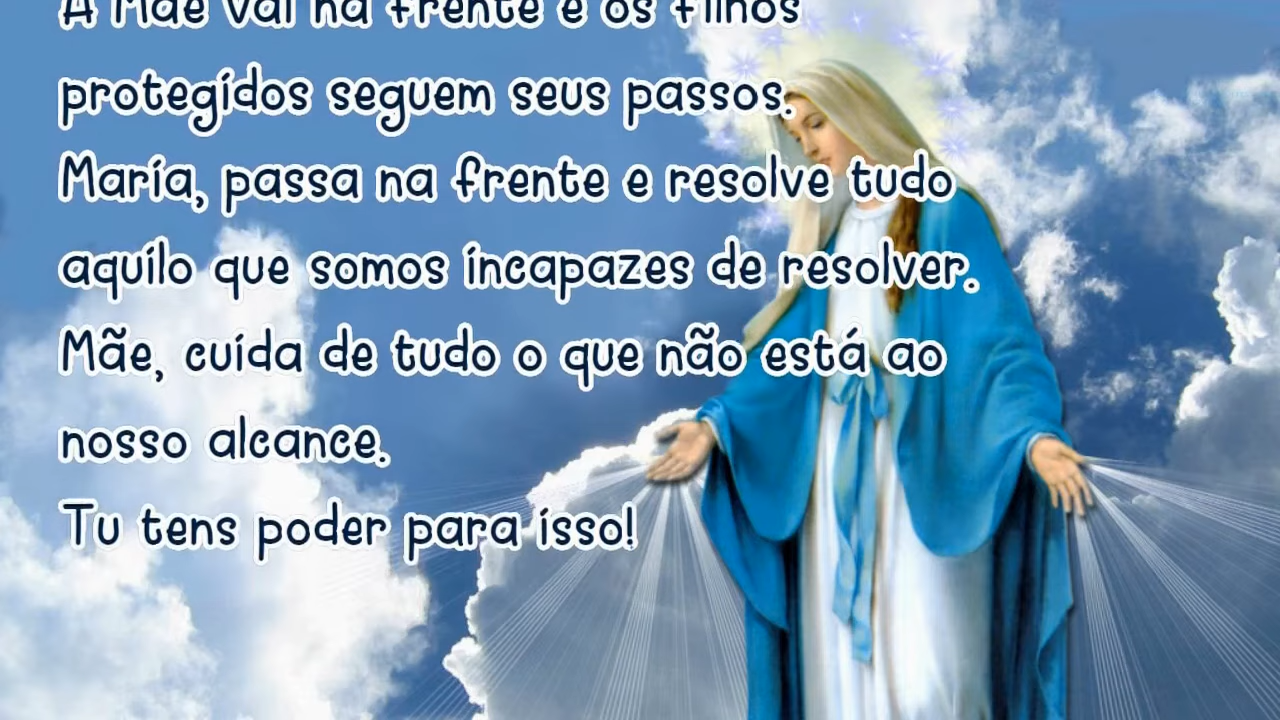 A Mãe vai na frente e os filhos
protegidos seguem seus passos.
Maria, passa na frente e resolve tudo
aquilo que somos incapazes de resolver.
Mãe, cuida de tudo o que não está ao
nosso alcance.
Tu tens poder para isso!